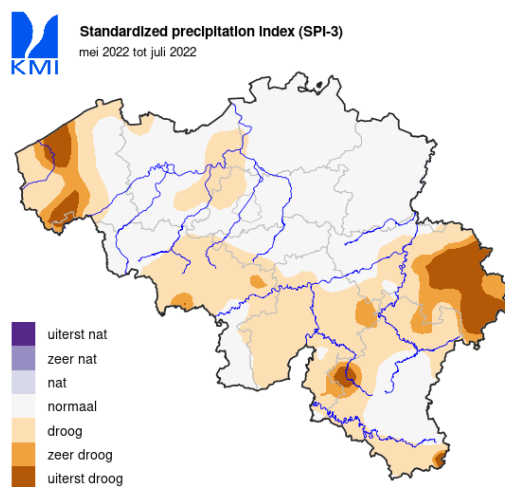 Standardized precipitation index (SPI-3)
mei 2022 tot juli 2022
KMI
uiterst nat
zeer nat
nat
normaal
droog
zeer droog
uiterst droog